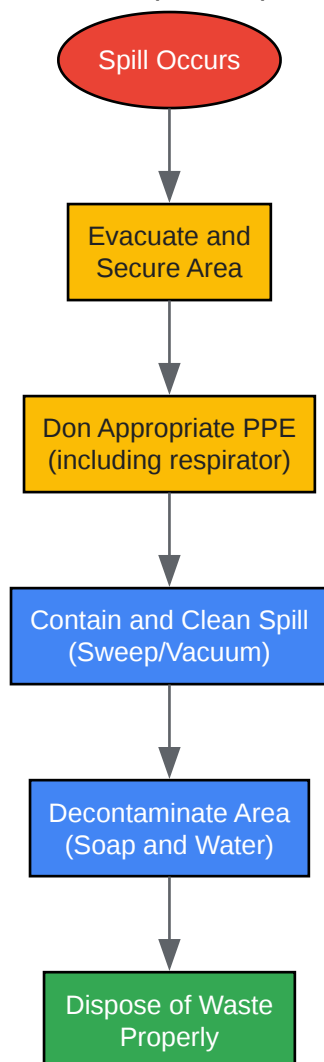 Spill Occurs
Evacuate and
Secure Area
Don Appropriate PPE
(including respirator)
Contain and Clean Spill
(Sweep/Vacuum)
Decontaminate Area
(Soap and Water)
Dispose of Waste
Properly